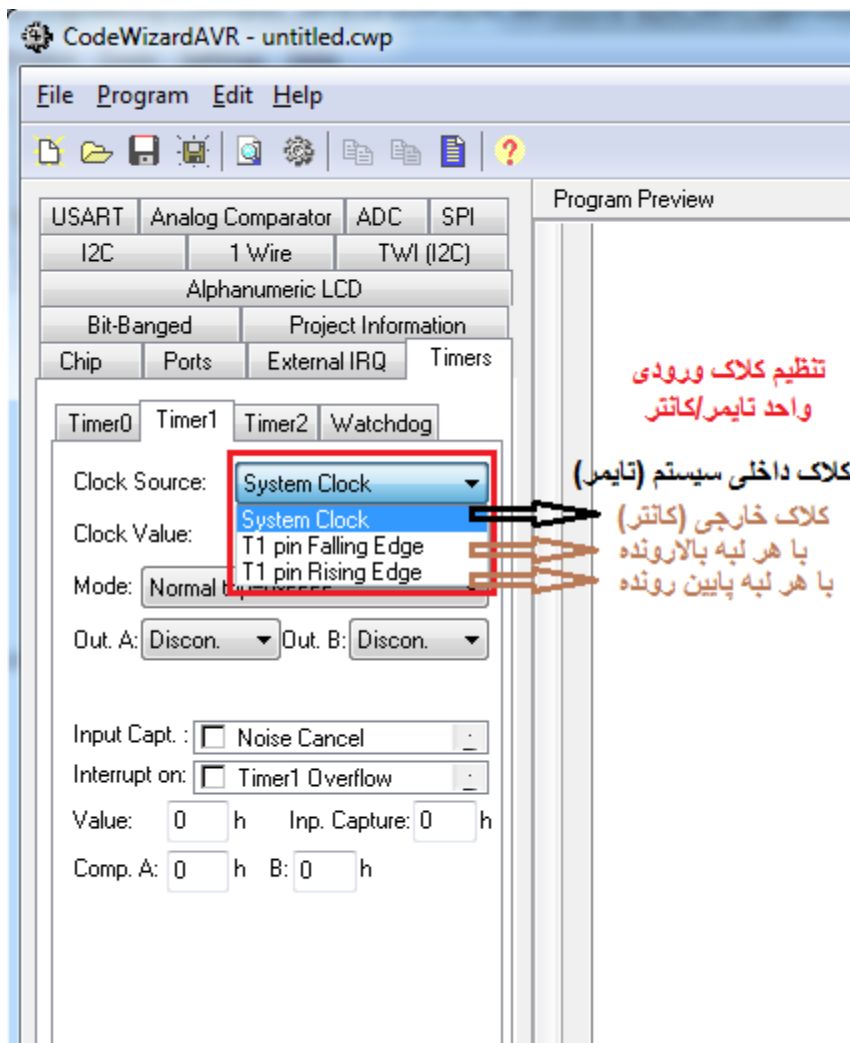 CodeWizardAVR - untitled.cwp
File Program Edit Help
Program Preview
USART Analog Comparator ADC SPI
I2C 1 Wire TWI (I2C)
Alphanumeric LCD
Bit-Banged Project Information
Chip Ports External IRQ Timers
Timer0 Timer1 Timer2 Watchdog
Clock Source: System Clock
System Clock
Clock Value: T1 pin Falling Edge
T1 pin Rising Edge
Mode: Normal
Out. A: Discon. Out. B: Discon.
Input Capt. : Noise Cancel
Interrupt on: Timer1 Overflow
Value: 0 h Inp. Capture: 0 h
Comp. A: 0 h B: 0 h
تنظیم کلاک ورودی
واحد تایمر/کانتر
کلاک داخلی سیستم (تایمر)
کلاک خارجی (کانتر)
با هر لبه بالارونده
با هر لبه پایین رونده